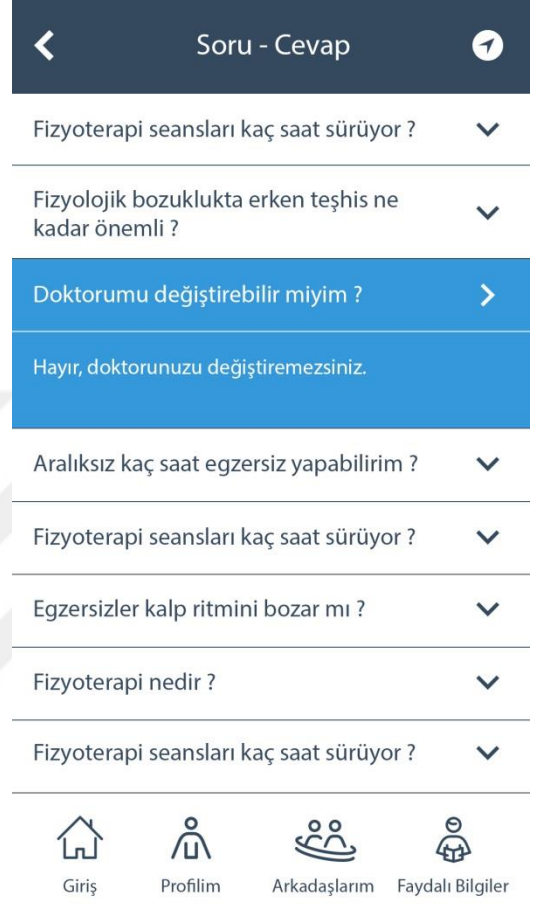 Soru - Cevap
Fizyoterapi seansları kaç saat sürüyor ?
Fizyolojik bozuklukta erken teşhis ne
kadar önemli ?
Doktorumu değiştirebilir miyim ?
Hayır, doktorunuzu değiştiremezsiniz.
Aralıksız kaç saat egzersiz yapabilirim ?
Fizyoterapi seansları kaç saat sürüyor ?
Egzersizler kalp ritmini bozar mı ?
Fizyoterapi nedir ?
Fizyoterapi seansları kaç saat sürüyor ?
Giriş Profilim Arkadaşlarım Faydalı Bilgiler